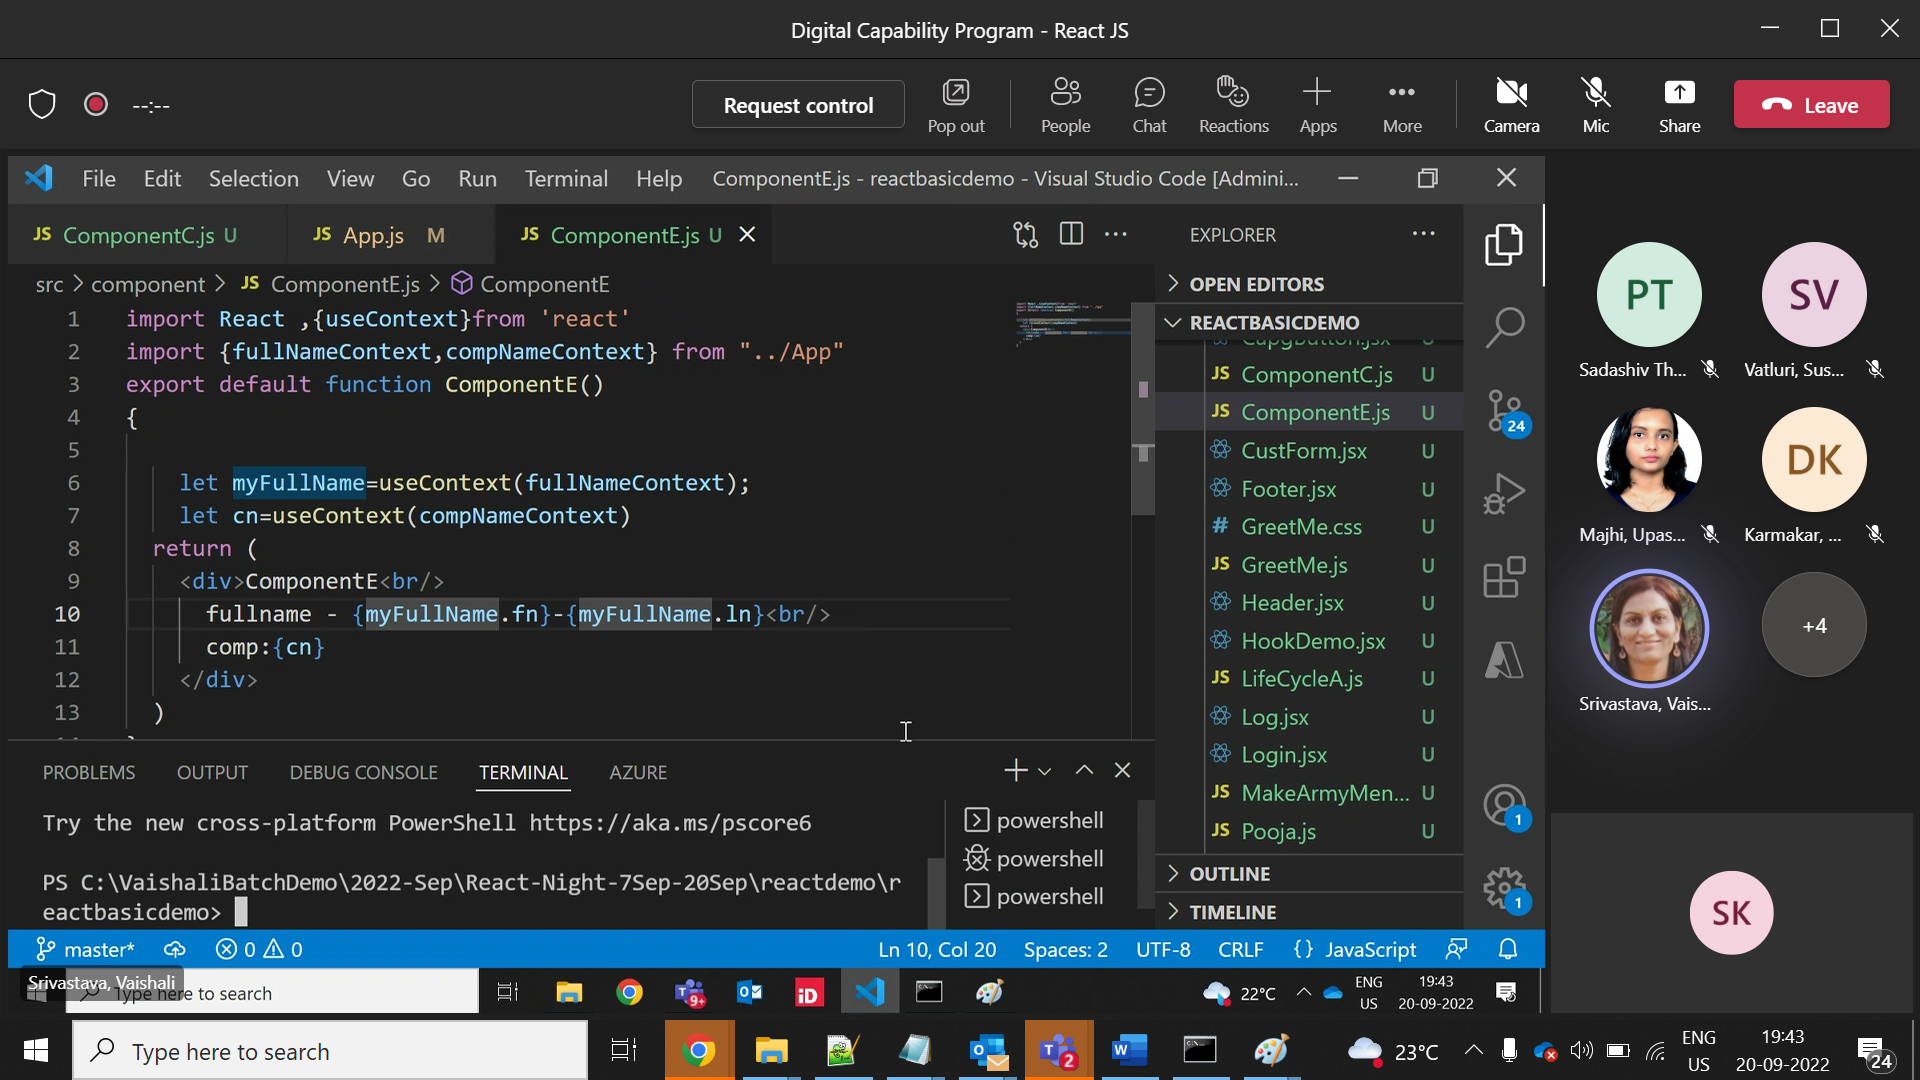 Digital Capability Program - React JS
--:--
Request control
Pop out
People
Chat
Reactions
Apps
More
Camera
Mic
Share
Leave
File Edit Selection View Go Run Terminal Help
ComponentE.js - reactbasicdemo - Visual Studio Code [Admini...
JS ComponentC.js U
JS App.js M
JS ComponentE.js U
src > component > JS ComponentE.js > ComponentE
1 import React ,{useContext}from 'react'
2 import {fullNameContext,compNameContext} from "../App"
3 export default function ComponentE()
4 {
5
6 let myFullName=useContext(fullNameContext);
7 let cn=useContext(compNameContext)
8 return (
9 <div>ComponentE<br/>
10 fullname - {myFullName.fn}-{myFullName.ln}<br/>
11 comp:{cn}
12 </div>
13 )
EXPLORER
OPEN EDITORS
REACTBASICDEMO
CapgButton.jsx U
JS ComponentC.js U
JS ComponentE.js U
CustForm.jsx U
Footer.jsx U
# GreetMe.css U
JS GreetMe.js U
Header.jsx U
HookDemo.jsx U
JS LifeCycleA.js U
Log.jsx U
Login.jsx U
JS MakeArmyMen... U
JS Pooja.js U
OUTLINE
TIMELINE
24
1
1
PROBLEMS OUTPUT DEBUG CONSOLE TERMINAL AZURE
Try the new cross-platform PowerShell https://aka.ms/pscore6
PS C:\VaishaliBatchDemo\2022-Sep\React-Night-7Sep-20Sep\reactdemo\r
eactbasicdemo>
powershell
powershell
powershell
master* 0 0 Ln 10, Col 20 Spaces: 2 UTF-8 CRLF {} JavaScript
Srivastava, Vaishali
Type here to search
9+
iD
22°C
ENG
US
19:43
20-09-2022
PT
Sadashiv Th...
SV
Vatluri, Sus...
Majhi, Upas...
DK
Karmakar, ...
Srivastava, Vais...
+4
SK
Type here to search
2
23°C
ENG
US
19:43
20-09-2022
24